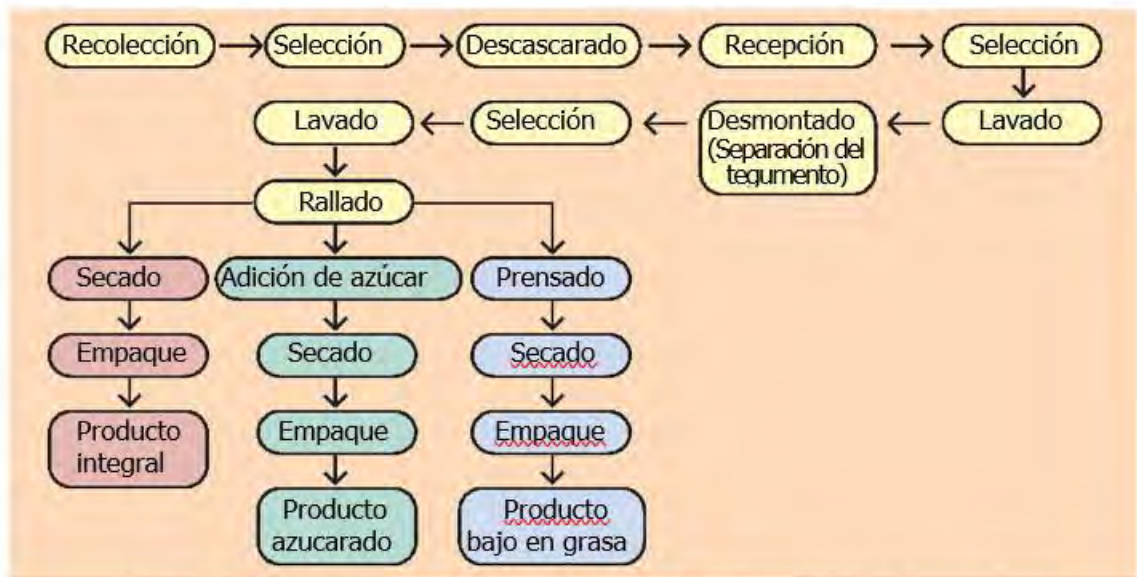 Recolección
Selección
Descascarado
Recepción
Selección
Lavado
Desmontado
(Separación del
tegumento)
Selección
Lavado
Rallado
Secado
Empaque
Producto
integral
Adición de azúcar
Secado
Empaque
Producto
azucarado
Prensado
Secado
Empaque
Producto
bajo en grasa